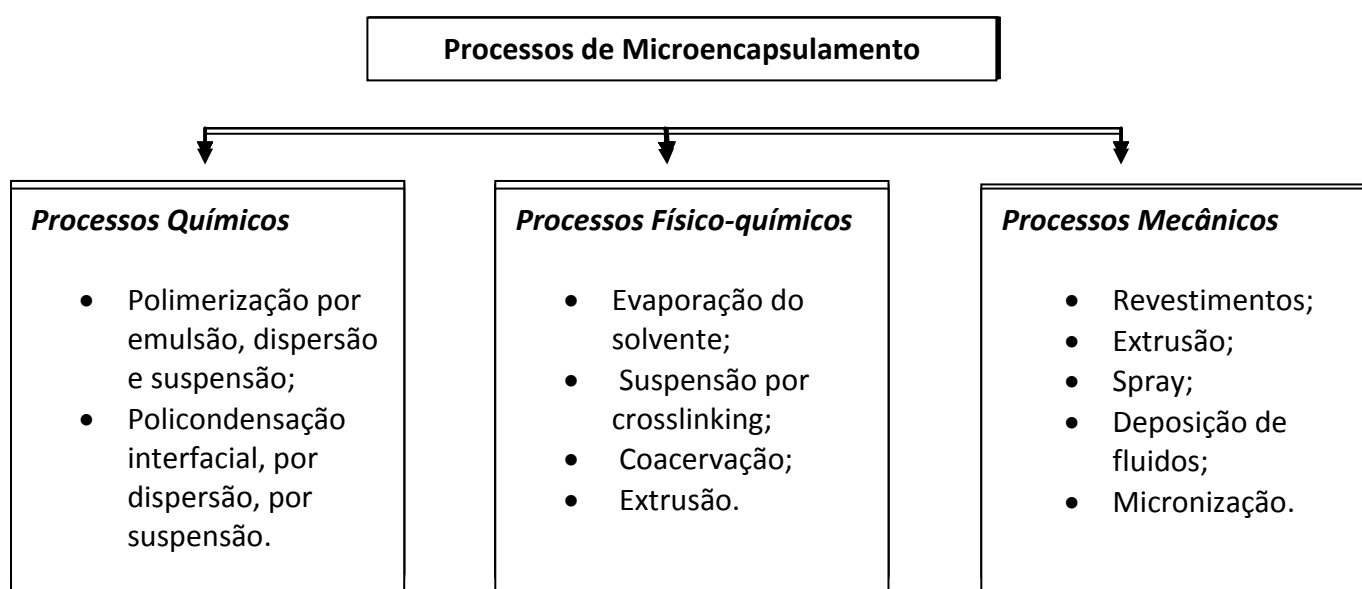 Processos de Microencapsulamento
Processos Químicos
• Polimerização por
emulsão, dispersão
e suspensão;
• Policondensação
interfacial, por
dispersão, por
suspensão.
Processos Físico-químicos
• Evaporação do
solvente;
• Suspensão por
crosslinking;
• Coacervação;
• Extrusão.
Processos Mecânicos
• Revestimentos;
• Extrusão;
• Spray;
• Deposição de
fluidos;
• Micronização.